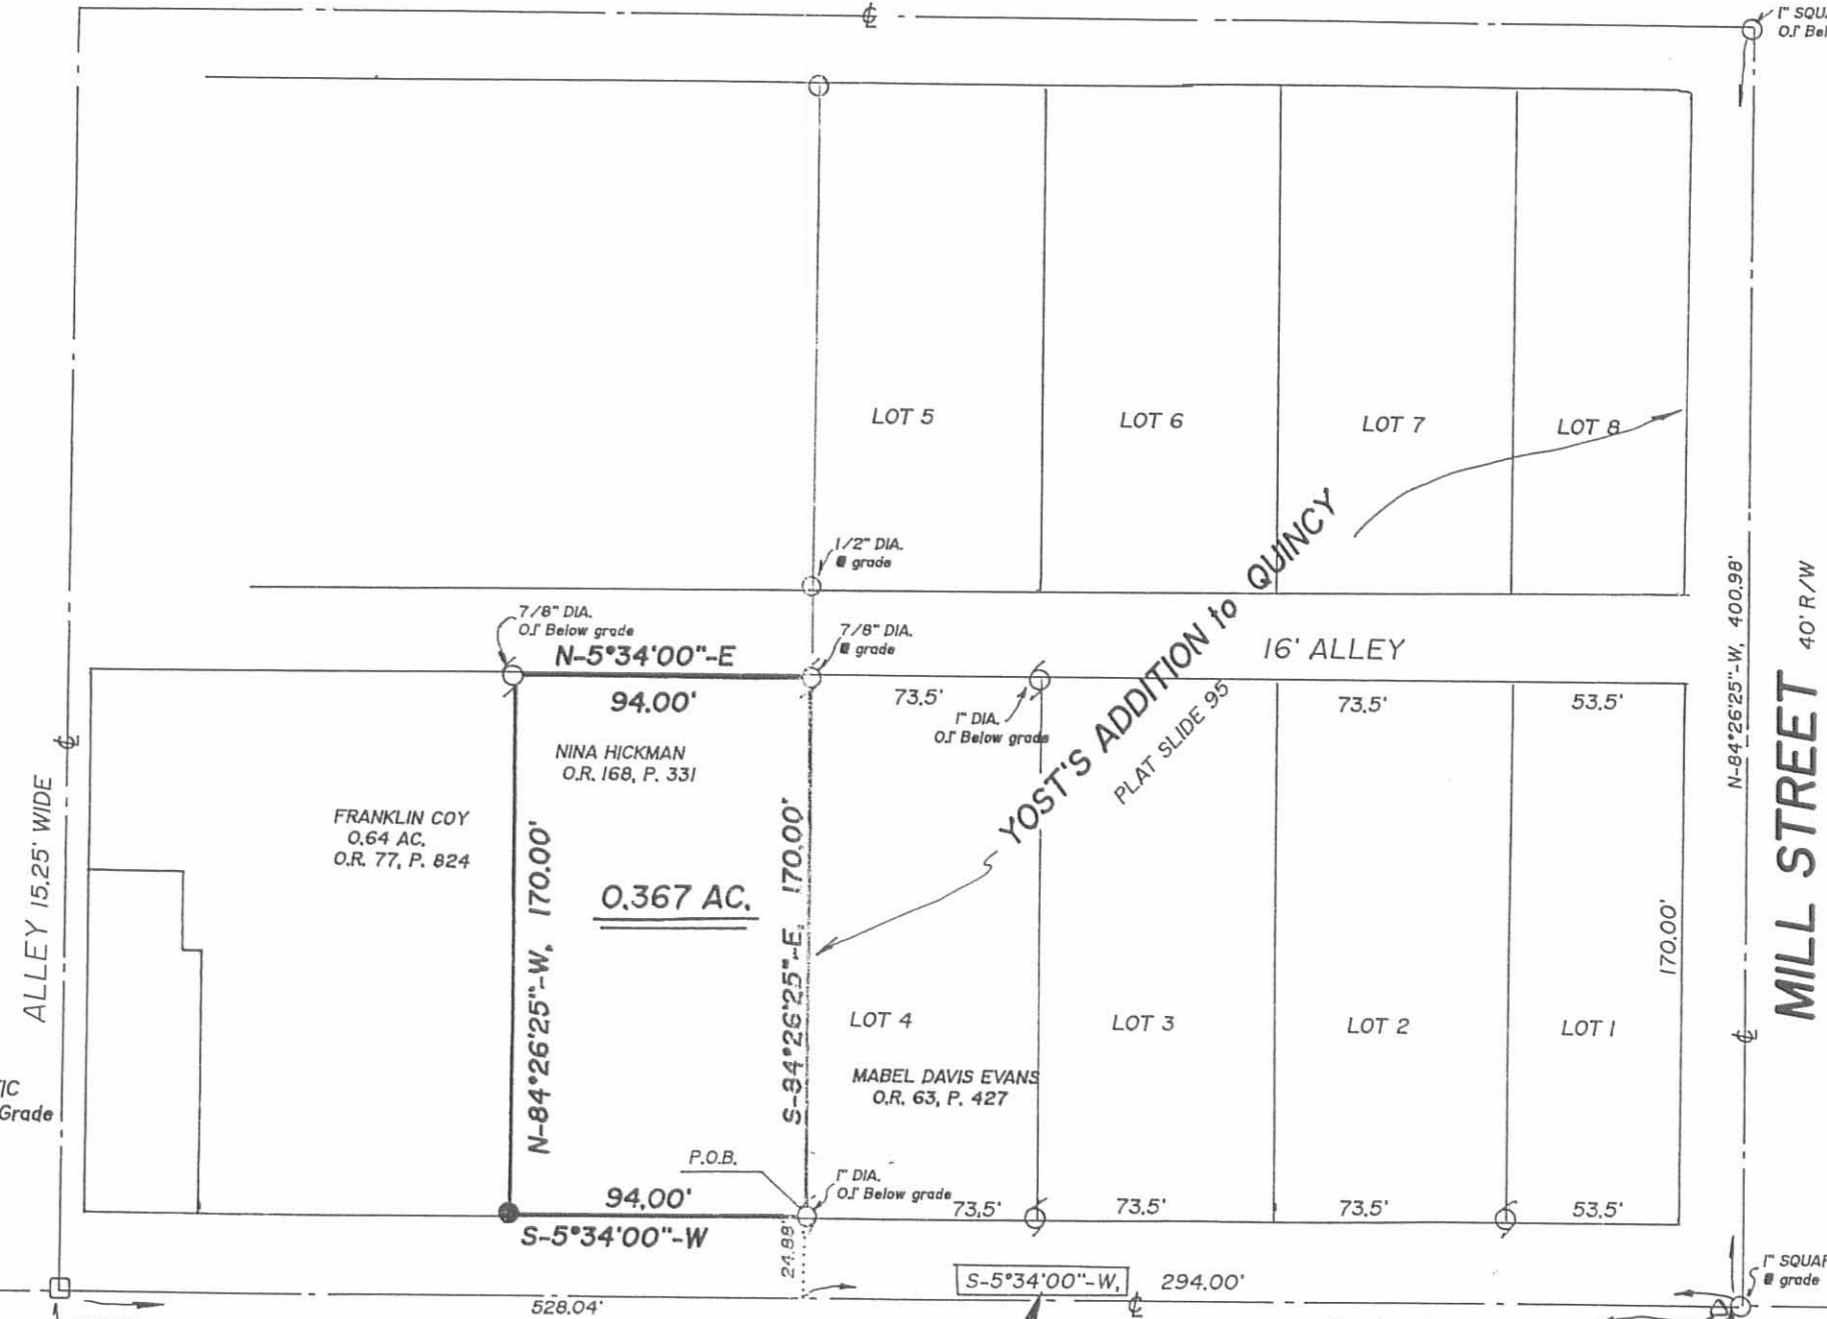 ℄
1" SQU
0.1' Bel
LOT 5
LOT 6
LOT 7
LOT 8
1/2" DIA.
@ grade
7/8" DIA.
0.1' Below grade
7/8" DIA.
@ grade
N-5°34'00"-E
94.00'
73.5'
1" DIA.
0.1' Below grade
16' ALLEY
73.5'
53.5'
YOST'S ADDITION to QUINCY
PLAT SLIDE 95
N-84°26'25"-W, 400.98'
MILL STREET 40' R/W
℄
ALLEY 15.25' WIDE
NINA HICKMAN
O.R. 168, P. 331
FRANKLIN COY
0.64 AC.
O.R. 77, P. 824
N-84°26'25"-W, 170.00'
0.367 AC.
S-84°26'25"-E, 170.00'
170.00'
LOT 4
LOT 3
LOT 2
LOT 1
℄
MABEL DAVIS EVANS
O.R. 63, P. 427
TIC
Grade
P.O.B.
1" DIA.
0.1' Below grade
94.00'
S-5°34'00"-W
73.5'
73.5'
73.5'
53.5'
24.88'
S-5°34'00"-W, 294.00'
1" SQUAR
@ grade
528.04'
℄